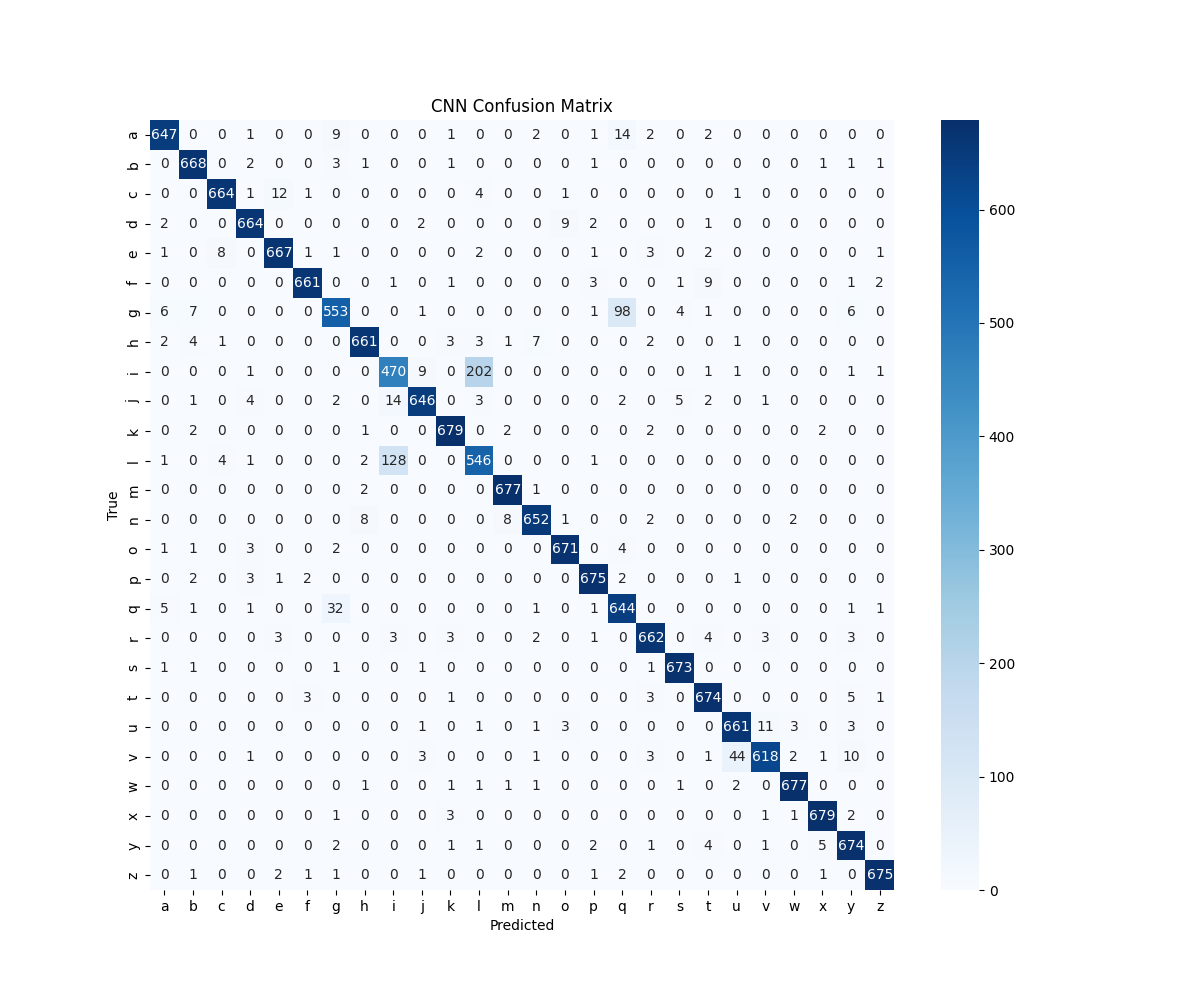 CNN Confusion Matrix
a 647 0 0 1 0 0 9 0 0 0 1 0 0 2 0 1 14 2 0 2 0 0 0 0 0 0
b 0 668 0 2 0 0 3 1 0 0 1 0 0 0 0 1 0 0 0 0 0 0 0 1 1 1
c 0 0 664 1 12 1 0 0 0 0 0 4 0 0 1 0 0 0 0 0 1 0 0 0 0 0
d 2 0 0 664 0 0 0 0 0 2 0 0 0 0 9 2 0 0 0 1 0 0 0 0 0 0
600
e 1 0 8 0 667 1 1 0 0 0 0 2 0 0 0 1 0 3 0 2 0 0 0 0 0 1
f 0 0 0 0 0 661 0 0 1 0 1 0 0 0 0 3 0 0 1 9 0 0 0 0 1 2
g 6 7 0 0 0 0 553 0 0 1 0 0 0 0 0 1 98 0 4 1 0 0 0 0 6 0
500
h 2 4 1 0 0 0 0 661 0 0 3 3 1 7 0 0 0 2 0 0 1 0 0 0 0 0
i 0 0 0 1 0 0 0 0 470 9 0 202 0 0 0 0 0 0 0 1 1 0 0 0 1 1
j 0 1 0 4 0 0 2 0 14 646 0 3 0 0 0 0 2 0 5 2 0 1 0 0 0 0
k 0 2 0 0 0 0 0 1 0 0 679 0 2 0 0 0 0 2 0 0 0 0 0 2 0 0
400
l 1 0 4 1 0 0 0 2 128 0 0 546 0 0 0 1 0 0 0 0 0 0 0 0 0 0
m 0 0 0 0 0 0 0 2 0 0 0 0 677 1 0 0 0 0 0 0 0 0 0 0 0 0
True
n 0 0 0 0 0 0 0 8 0 0 0 0 8 652 1 0 0 2 0 0 0 0 2 0 0 0
o 1 1 0 3 0 0 2 0 0 0 0 0 0 0 671 0 4 0 0 0 0 0 0 0 0 0
300
p 0 2 0 3 1 2 0 0 0 0 0 0 0 0 0 675 2 0 0 0 1 0 0 0 0 0
q 5 1 0 1 0 0 32 0 0 0 0 0 0 1 0 1 644 0 0 0 0 0 0 0 1 1
r 0 0 0 0 3 0 0 0 3 0 3 0 0 2 0 1 0 662 0 4 0 3 0 0 3 0
s 1 1 0 0 0 0 1 0 0 1 0 0 0 0 0 0 0 1 673 0 0 0 0 0 0 0
200
t 0 0 0 0 0 3 0 0 0 0 1 0 0 0 0 0 0 3 0 674 0 0 0 0 5 1
u 0 0 0 0 0 0 0 0 0 1 0 1 0 1 3 0 0 0 0 0 661 11 3 0 3 0
v 0 0 0 1 0 0 0 0 0 3 0 0 0 1 0 0 0 3 0 1 44 618 2 1 10 0
100
w 0 0 0 0 0 0 0 1 0 0 1 1 1 1 0 0 0 0 1 0 2 0 677 0 0 0
x 0 0 0 0 0 0 1 0 0 0 3 0 0 0 0 0 0 0 0 0 0 1 1 679 2 0
y 0 0 0 0 0 0 2 0 0 0 1 1 0 0 0 2 0 1 0 4 0 1 0 5 674 0
z 0 1 0 0 2 1 1 0 0 1 0 0 0 0 0 1 2 0 0 0 0 0 0 1 0 675
0
a b c d e f g h i j k l m n o p q r s t u v w x y z
Predicted